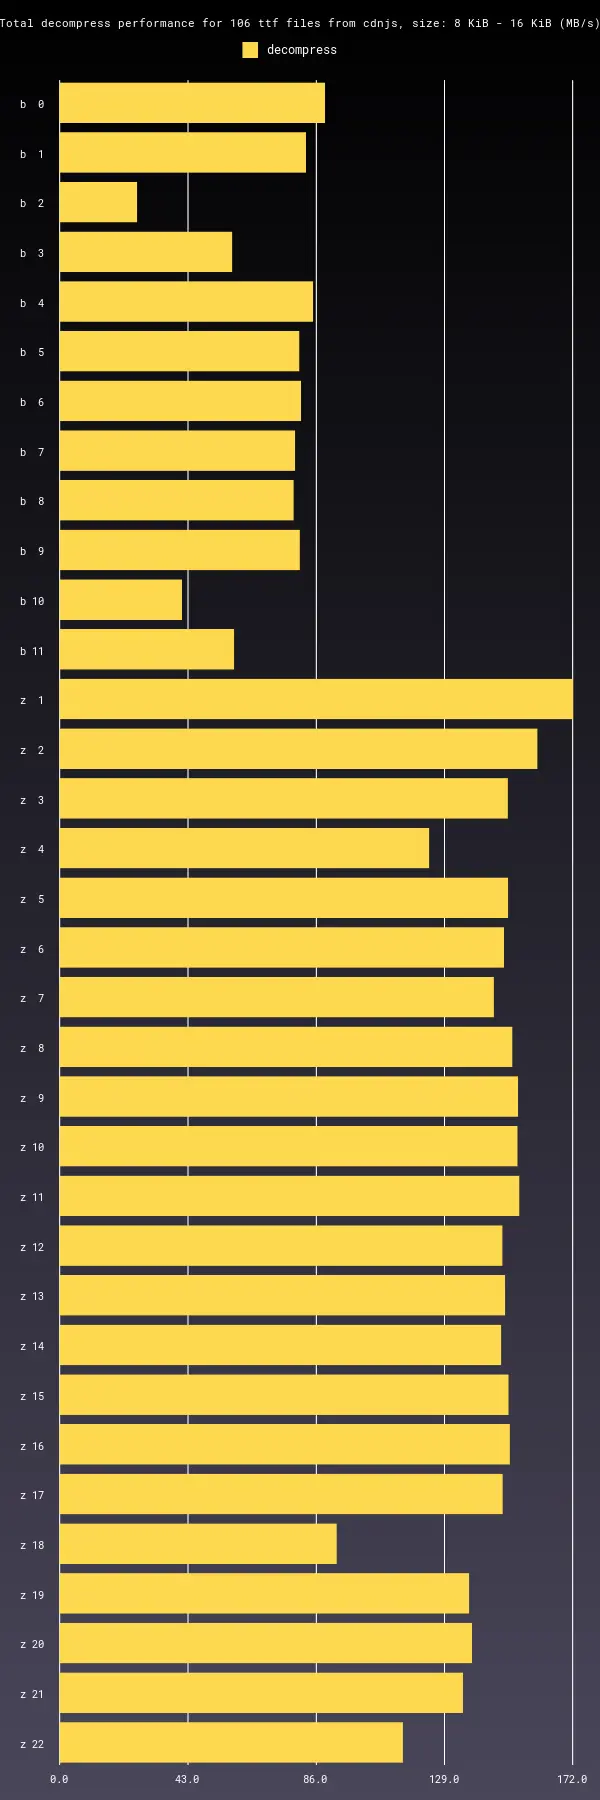 Total decompress performance for 106 ttf files from cdnjs, size: 8 KiB - 16 KiB (MB/s)
decompress
b 0
b 1
b 2
b 3
b 4
b 5
b 6
b 7
b 8
b 9
b 10
b 11
z 1
z 2
z 3
z 4
z 5
z 6
z 7
z 8
z 9
z 10
z 11
z 12
z 13
z 14
z 15
z 16
z 17
z 18
z 19
z 20
z 21
z 22
0.0 43.0 86.0 129.0 172.0